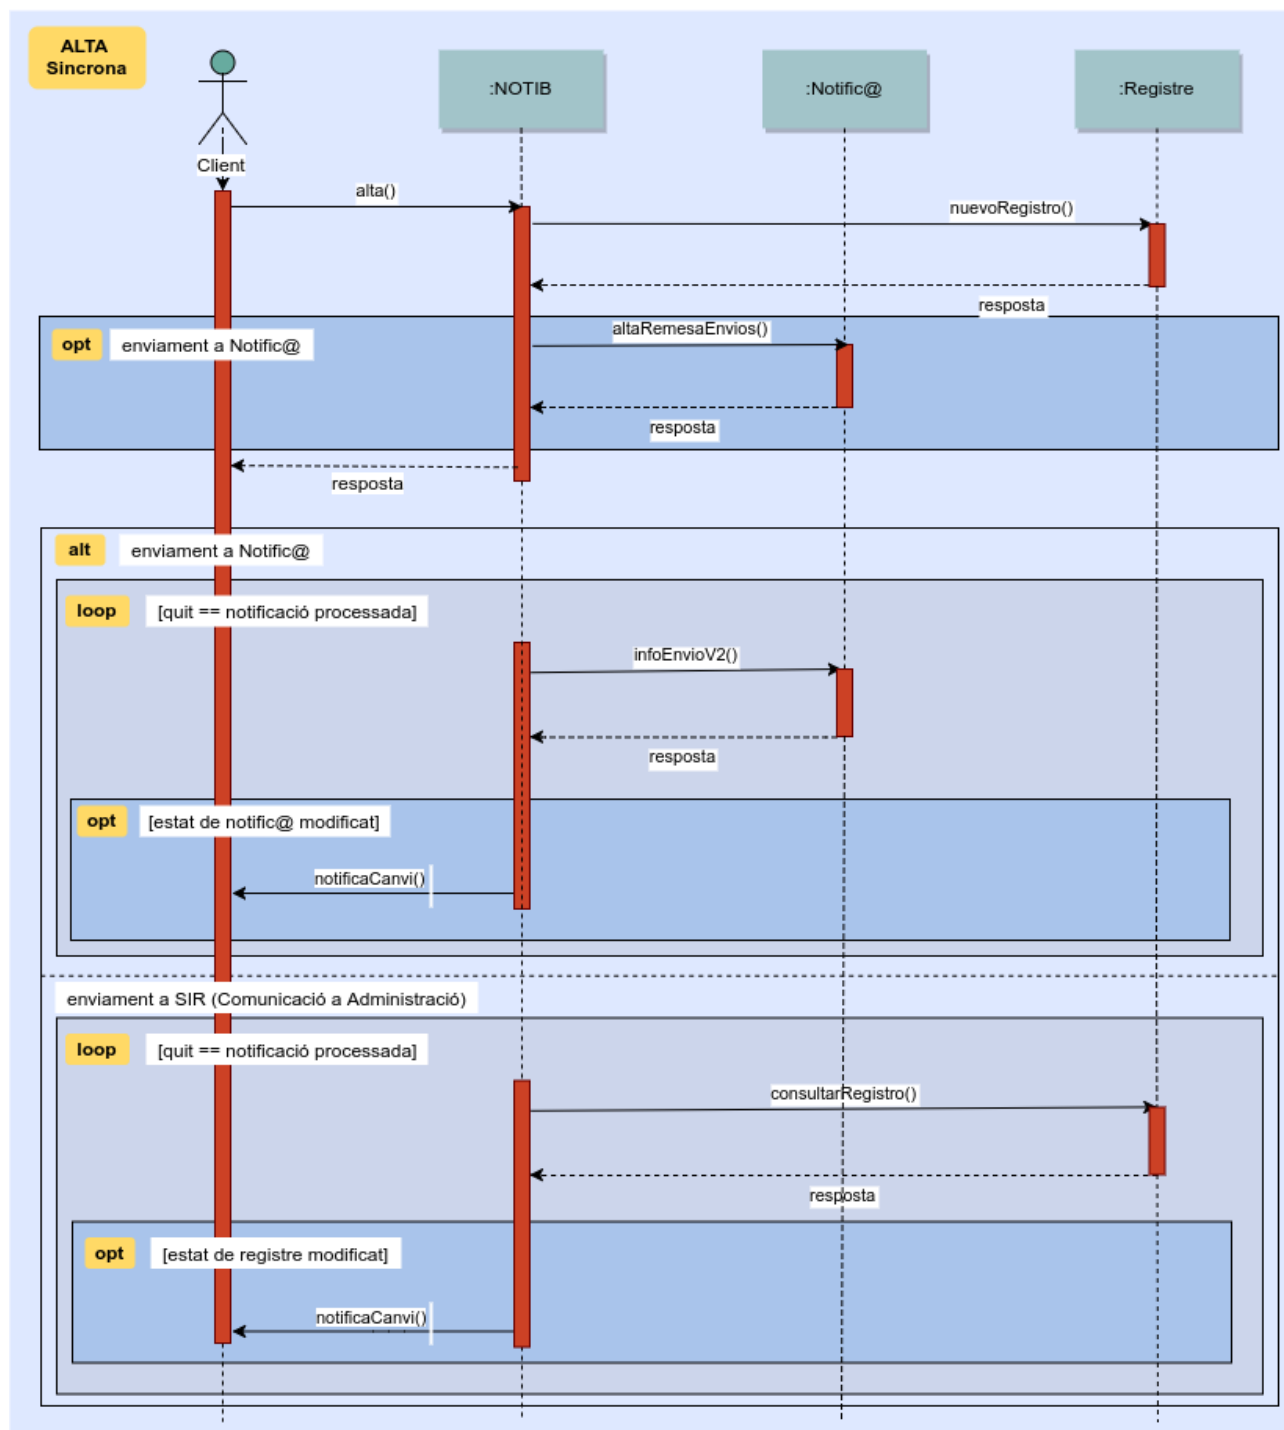 ALTA
Sincrona
:NOTIB
:Notific@
:Registre
Client
alta()
nuevoRegistro()
resposta
opt
enviament a Notific@
altaRemesaEnvios()
resposta
resposta
alt
enviament a Notific@
loop
[quit == notificació processada]
infoEnvioV2()
resposta
opt
[estat de notific@ modificat]
notificaCanvi()
enviament a SIR (Comunicació a Administració)
loop
[quit == notificació processada]
consultarRegistro()
resposta
opt
[estat de registre modificat]
notificaCanvi()